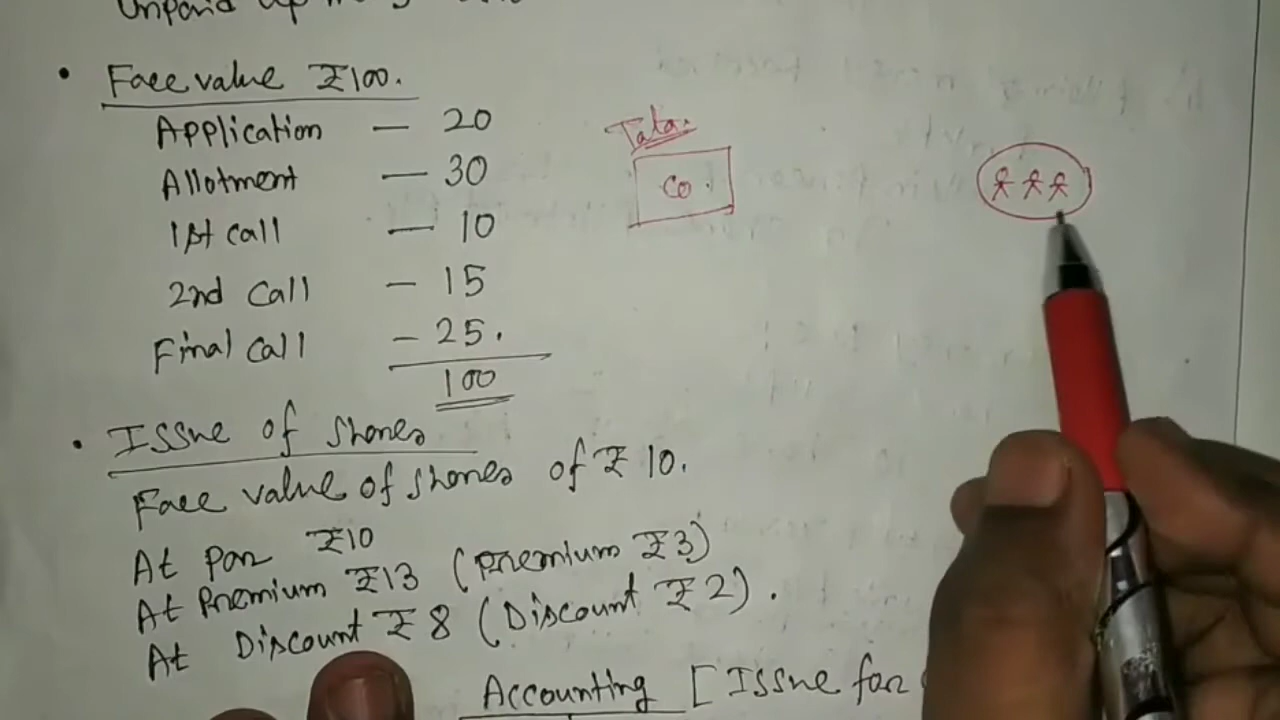 Unpaid up
• Face value ₹100.
Application — 20
Allotment — 30
1st call — 10
2nd call — 15
Final call — 25.
100
Tata.
Co.
• Issue of shares
Face value of shares of ₹10.
At par ₹10
At Premium ₹13 (Premium ₹3)
At Discount ₹8 (Discount ₹2).
Accounting [Issue for